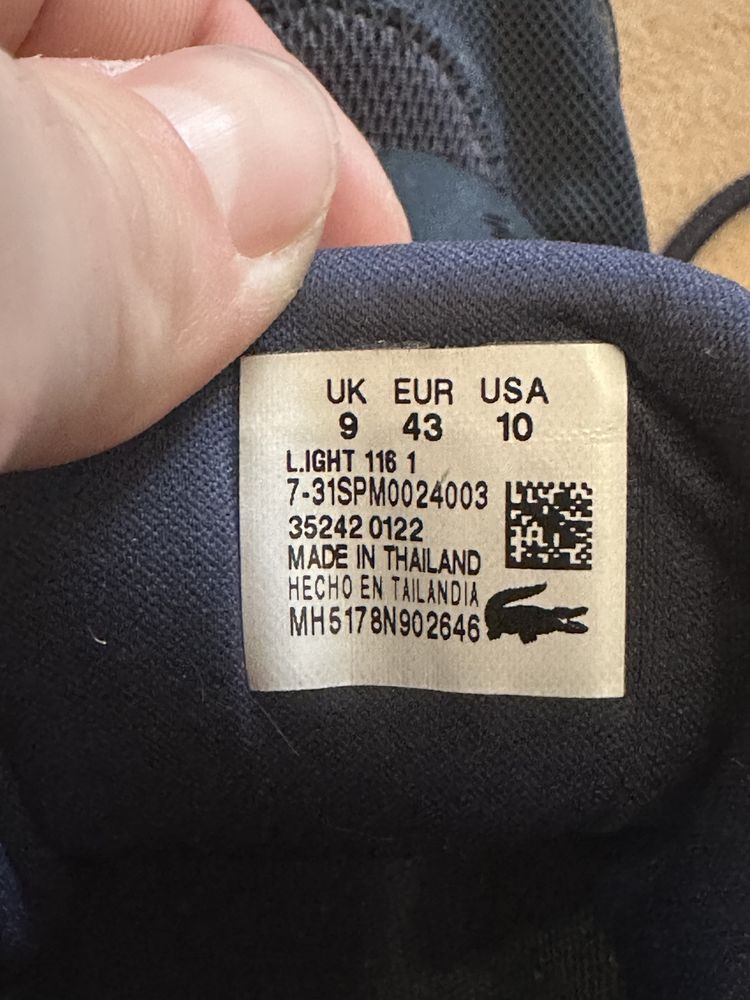 UK EUR USA
9 43 10
L.IGHT 116 1
7-31SPM0024003
35242 0122
MADE IN THAILAND
HECHO EN TAILANDIA
MH5178N902646